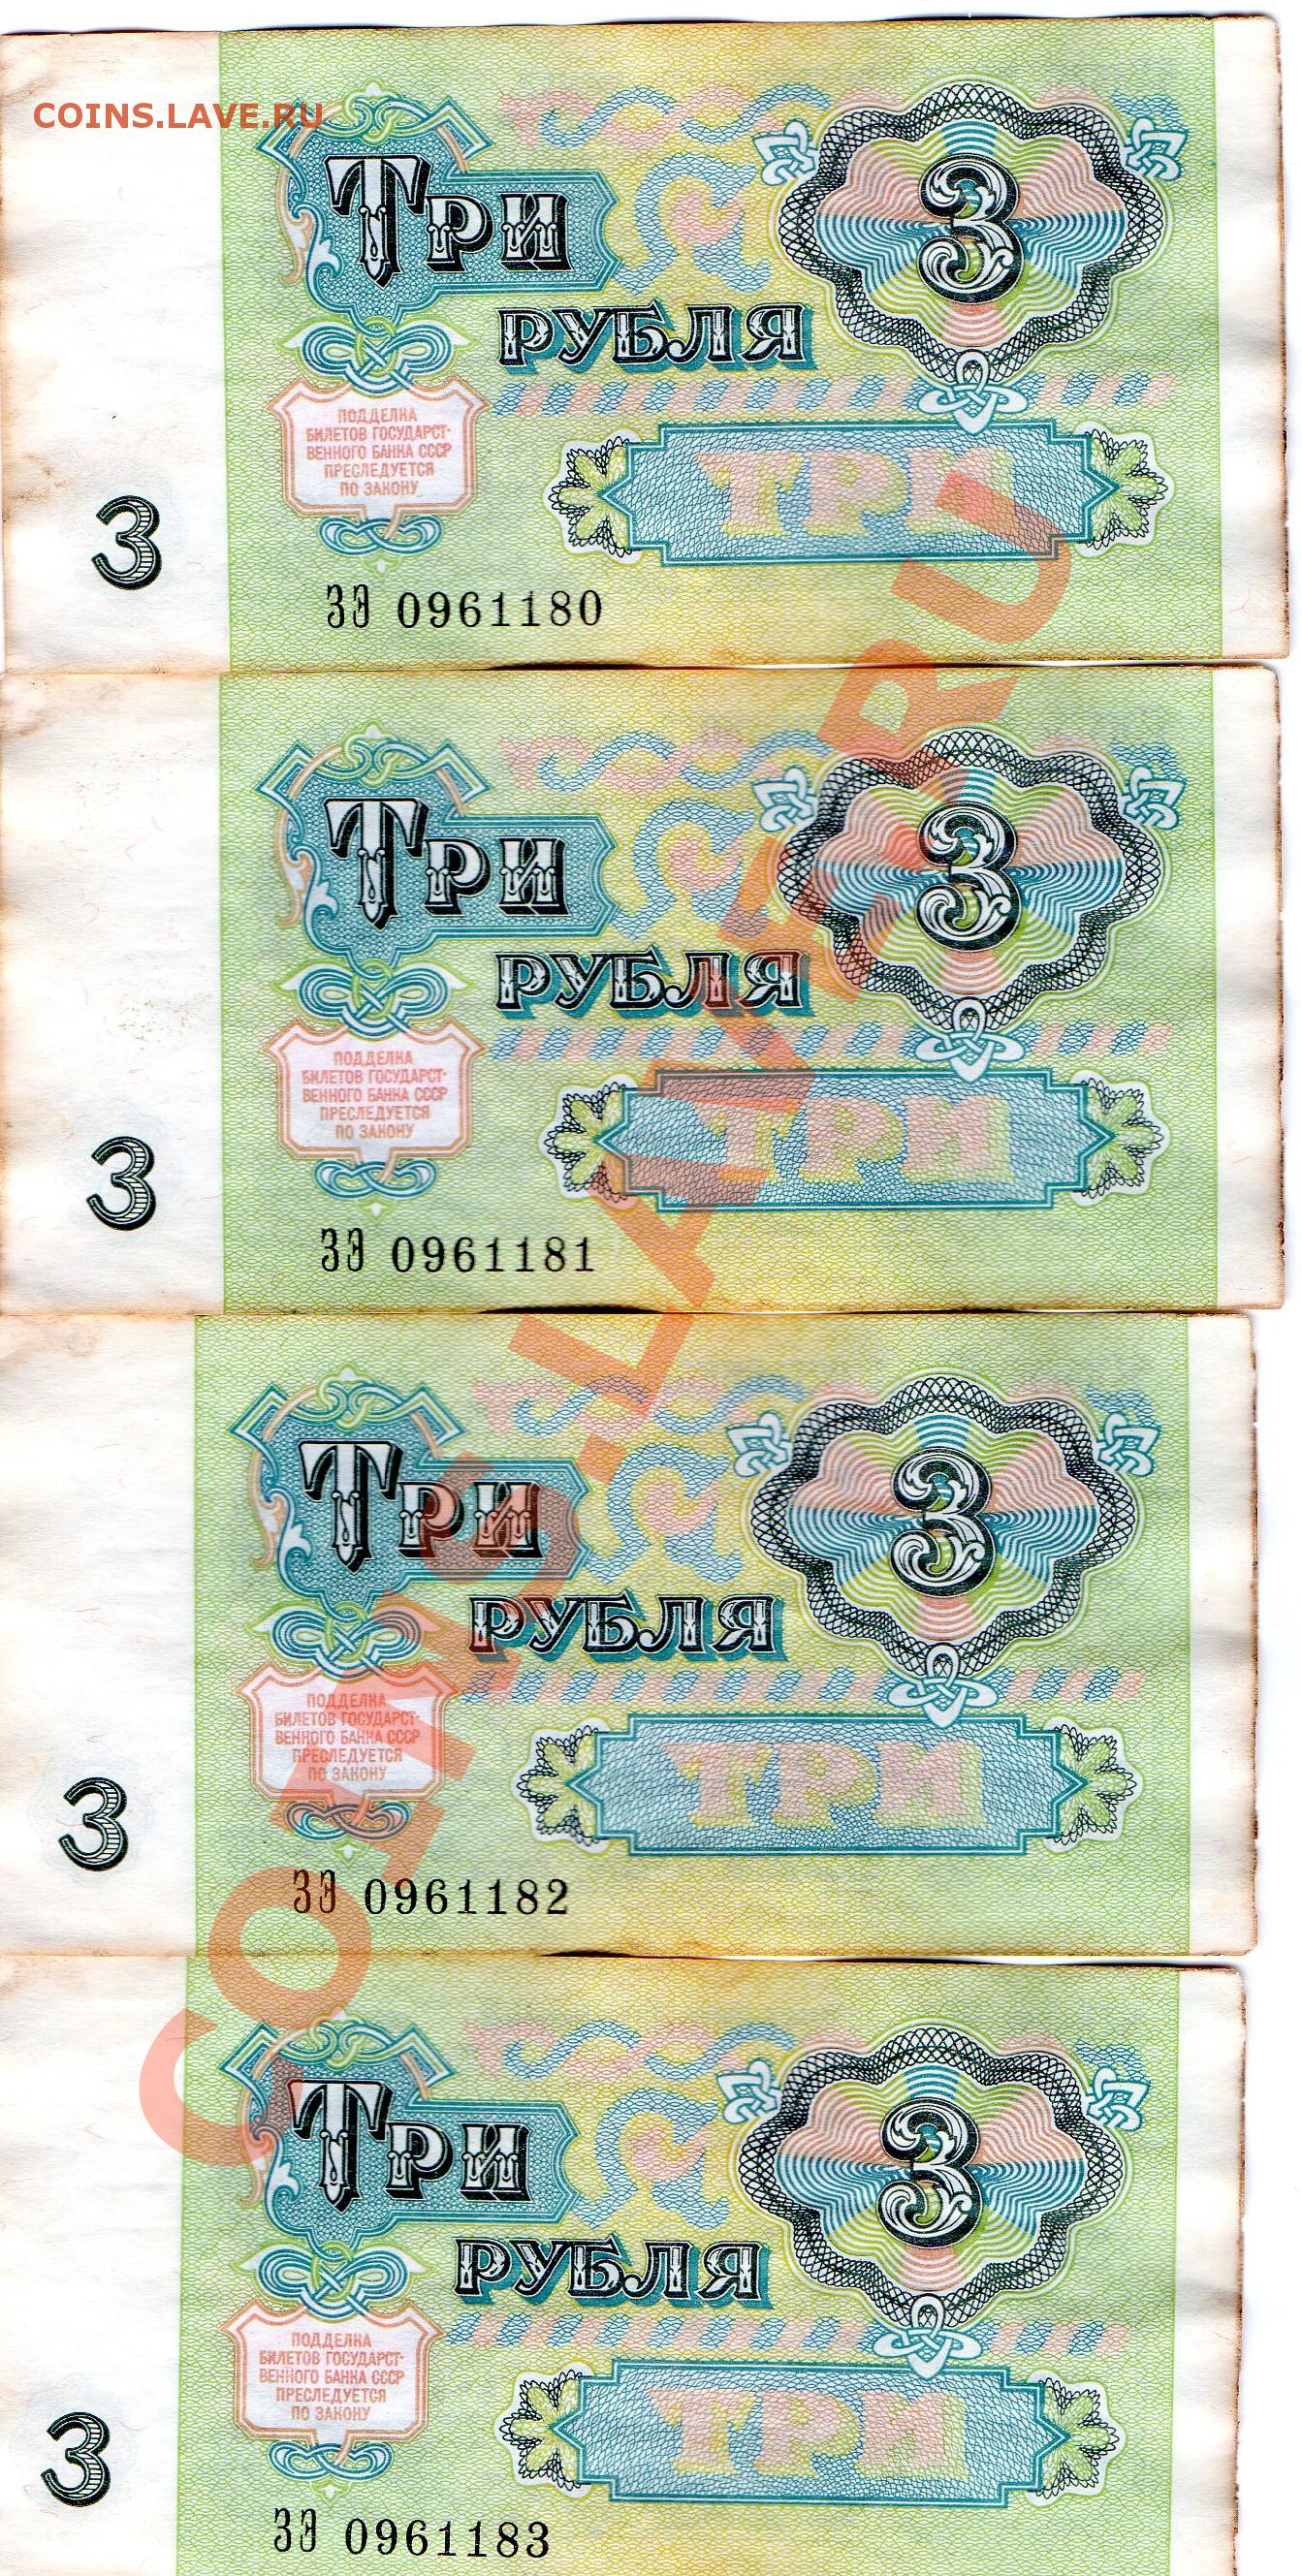 COINS.LAVE.RU
ТРИ
3
РУБЛЯ
ПОДДЕЛКА
БИЛЕТОВ ГОСУДАРСТ-
ВЕННОГО БАНКА СССР
ПРЕСЛЕДУЕТСЯ
ПО ЗАКОНУ
ТРИ
3
ЗЭ 0961180
ТРИ
3
РУБЛЯ
ПОДДЕЛКА
БИЛЕТОВ ГОСУДАРСТ-
ВЕННОГО БАНКА СССР
ПРЕСЛЕДУЕТСЯ
ПО ЗАКОНУ
ТРИ
3
ЗЭ 0961181
ТРИ
3
РУБЛЯ
ПОДДЕЛКА
БИЛЕТОВ ГОСУДАРСТ-
ВЕННОГО БАНКА СССР
ПРЕСЛЕДУЕТСЯ
ПО ЗАКОНУ
ТРИ
3
ЗЭ 0961182
ТРИ
3
РУБЛЯ
ПОДДЕЛКА
БИЛЕТОВ ГОСУДАРСТ-
ВЕННОГО БАНКА СССР
ПРЕСЛЕДУЕТСЯ
ПО ЗАКОНУ
ТРИ
3
ЗЭ 0961183
COINS.LAVE.RU